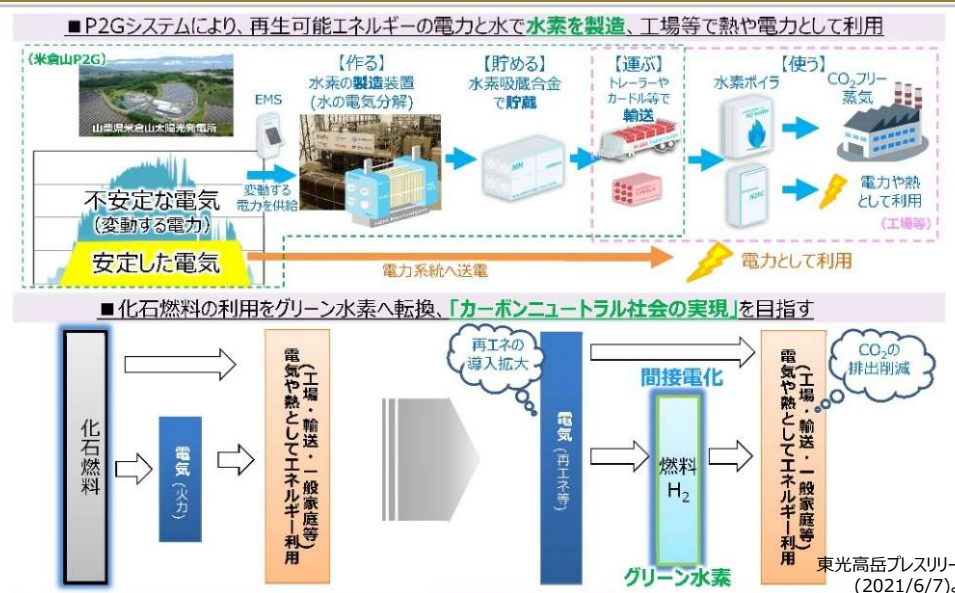 ■P2Gシステムにより、再生可能エネルギーの電力と水で水素を製造、工場等で熱や電力として利用
(米倉山P2G)
山梨県米倉山太陽光発電所
EMS
【作る】
水素の製造装置
(水の電気分解)
【貯める】
水素吸蔵合金
で貯蔵
【運ぶ】
トレーラーや
カードル等で
輸送
【使う】
水素ボイラ
CO₂フリー
蒸気
不安定な電気
(変動する電力)
安定した電気
変動する
電力を供給
MH
H2FC
電力や熱
として利用
(工場等)
電力系統へ送電
電力として利用
■化石燃料の利用をグリーン水素へ転換、「カーボンニュートラル社会の実現」を目指す
化石燃料
電気(火力)
電気や熱としてエネルギー利用
(工場・輸送・一般家庭等)
再エネの
導入拡大
電気(再エネ等)
間接電化
燃料
H₂
グリーン水素
電気や熱としてエネルギー利用
(工場・輸送・一般家庭等)
CO₂の
排出削減
東光高岳プレスリリー
(2021/6/7)